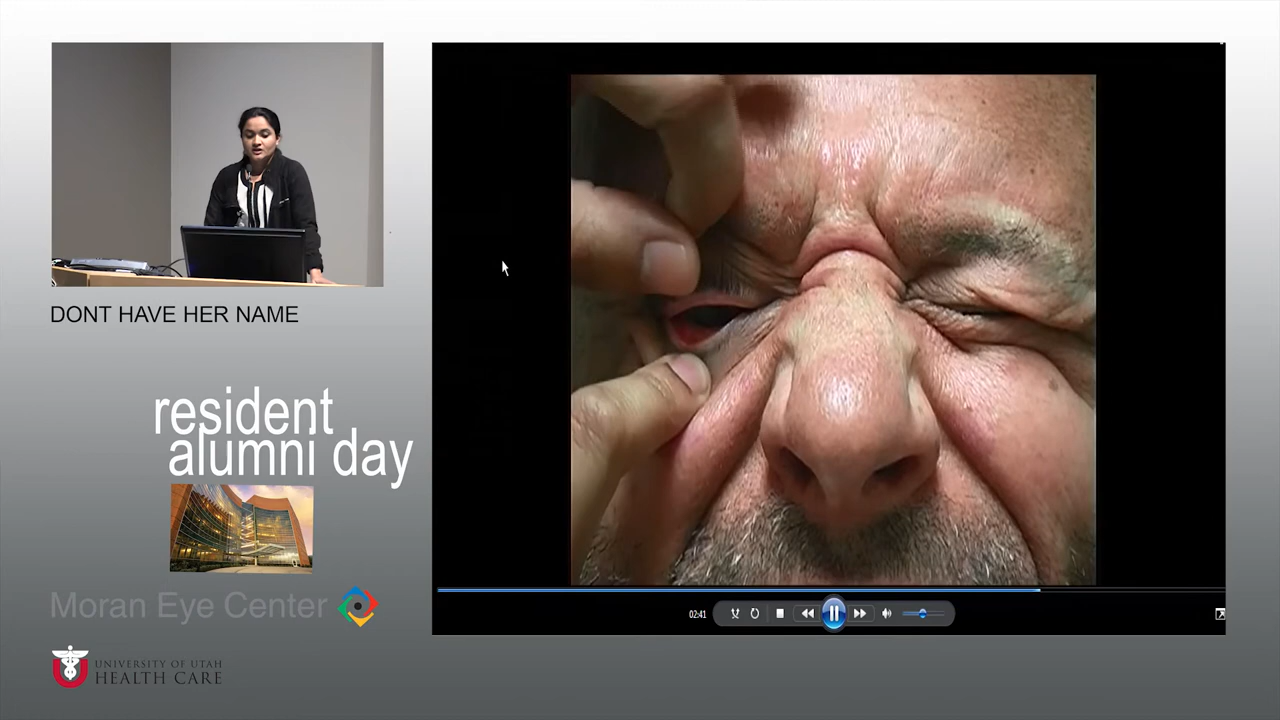 DONT HAVE HER NAME
resident
alumni day
Moran Eye Center
UNIVERSITY OF UTAH
HEALTH CARE
02:41